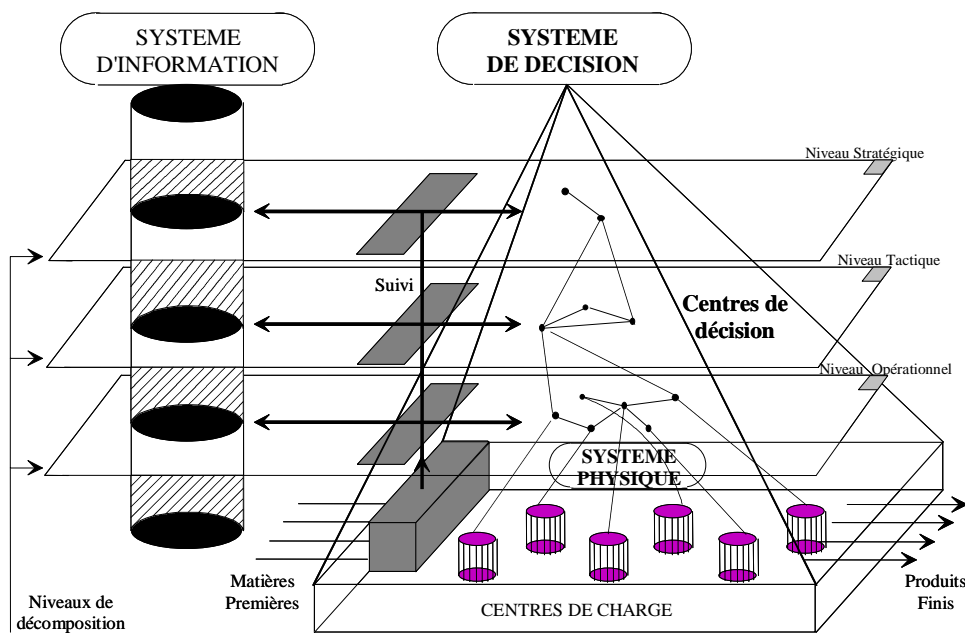 SYSTEME
D'INFORMATION
SYSTEME
DE DECISION
Niveau Stratégique
Niveau Tactique
Suivi
Centres de
décision
Niveau Opérationnel
SYSTEME
PHYSIQUE
Matières
Premières
Produits
Finis
Niveaux de
décomposition
CENTRES DE CHARGE